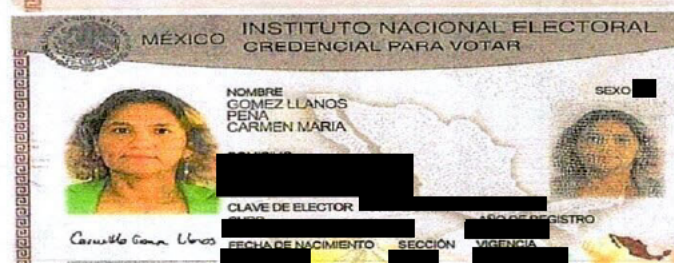 MÉXICO
INSTITUTO NACIONAL ELECTORAL
CREDENCIAL PARA VOTAR
NOMBRE
GOMEZ LLANOS
PEÑA
CARMEN MARIA
SEXO
CLAVE DE ELECTOR
AÑO DE REGISTRO
FECHA DE NACIMIENTO SECCIÓN VIGENCIA